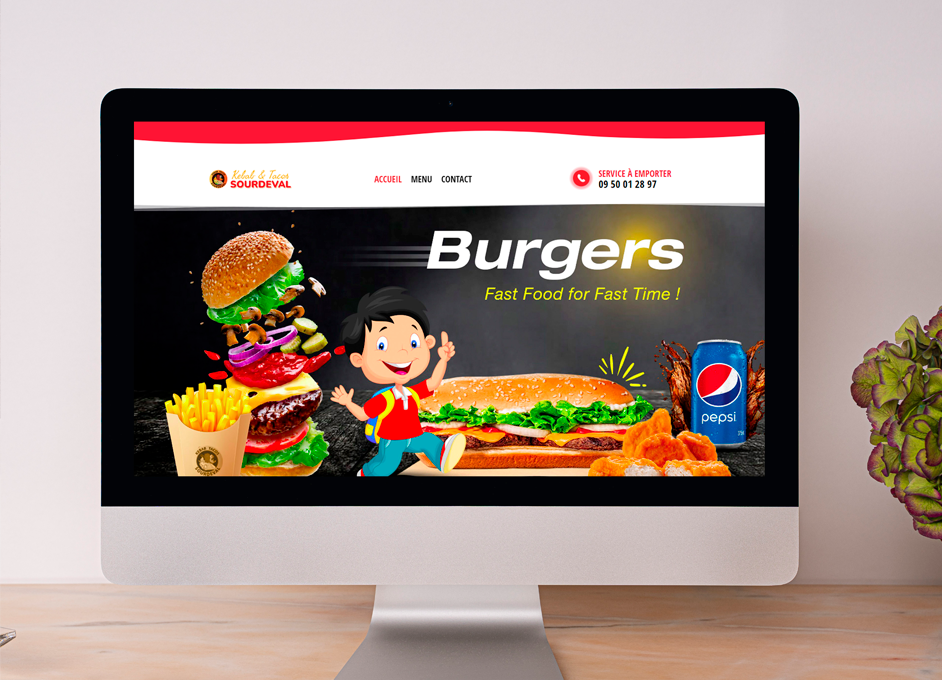 Kebab & Tacos
SOURDEVAL
ACCUEIL MENU CONTACT
SERVICE À EMPORTER
09 50 01 28 97
Burgers
Fast Food for Fast Time !
pepsi